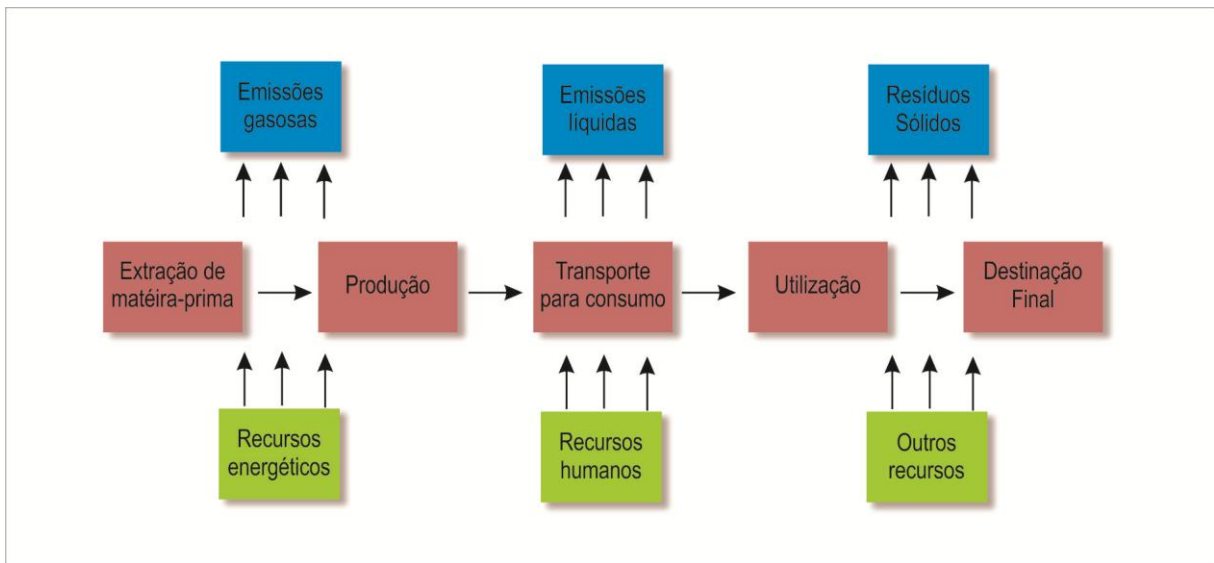 Emissões
gasosas
Emissões
líquidas
Resíduos
Sólidos
Extração de
matéira-prima
Produção
Transporte
para consumo
Utilização
Destinação
Final
Recursos
energéticos
Recursos
humanos
Outros
recursos